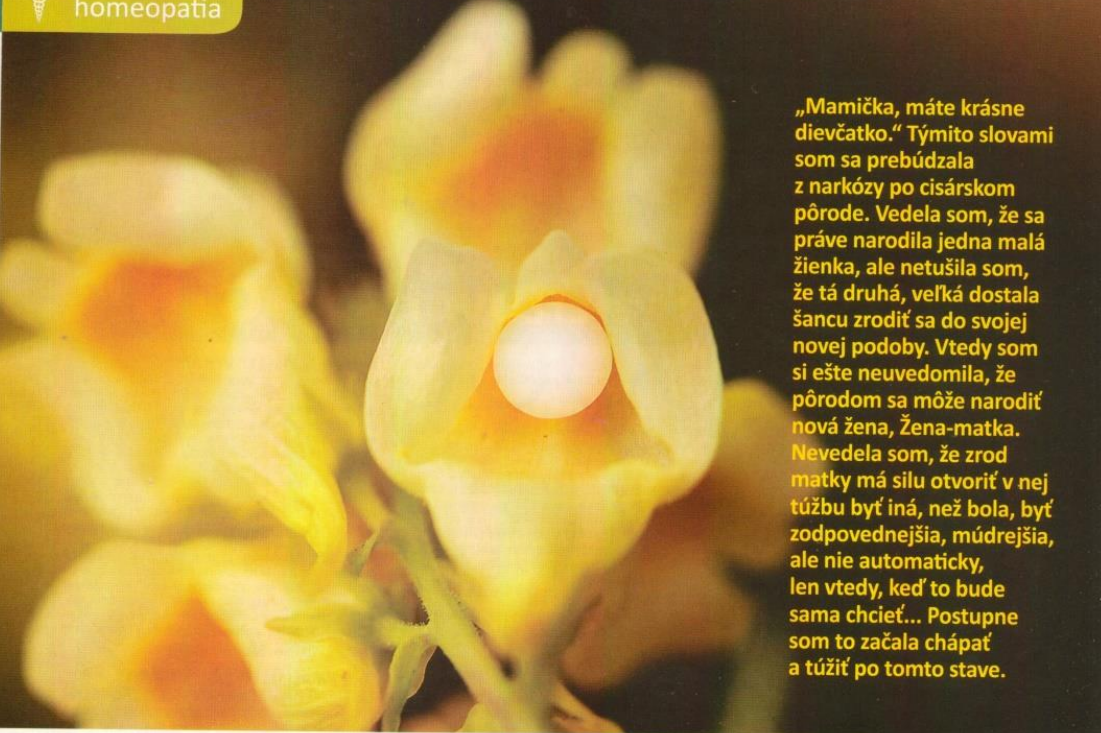 homeopatia
„Mamička, máte krásne
dievčatko.“ Týmito slovami
som sa prebúdzala
z narkózy po cisárskom
pôrode. Vedela som, že sa
práve narodila jedna malá
žienka, ale netušila som,
že tá druhá, veľká dostala
šancu zrodiť sa do svojej
novej podoby. Vtedy som
si ešte neuvedomila, že
pôrodom sa môže narodiť
nová žena, Žena-matka.
Nevedela som, že zrod
matky má silu otvoriť v nej
túžbu byť iná, než bola, byť
zodpovednejšia, múdrejšia,
ale nie automaticky,
len vtedy, keď to bude
sama chcieť... Postupne
som to začala chápať
a túžiť po tomto stave.